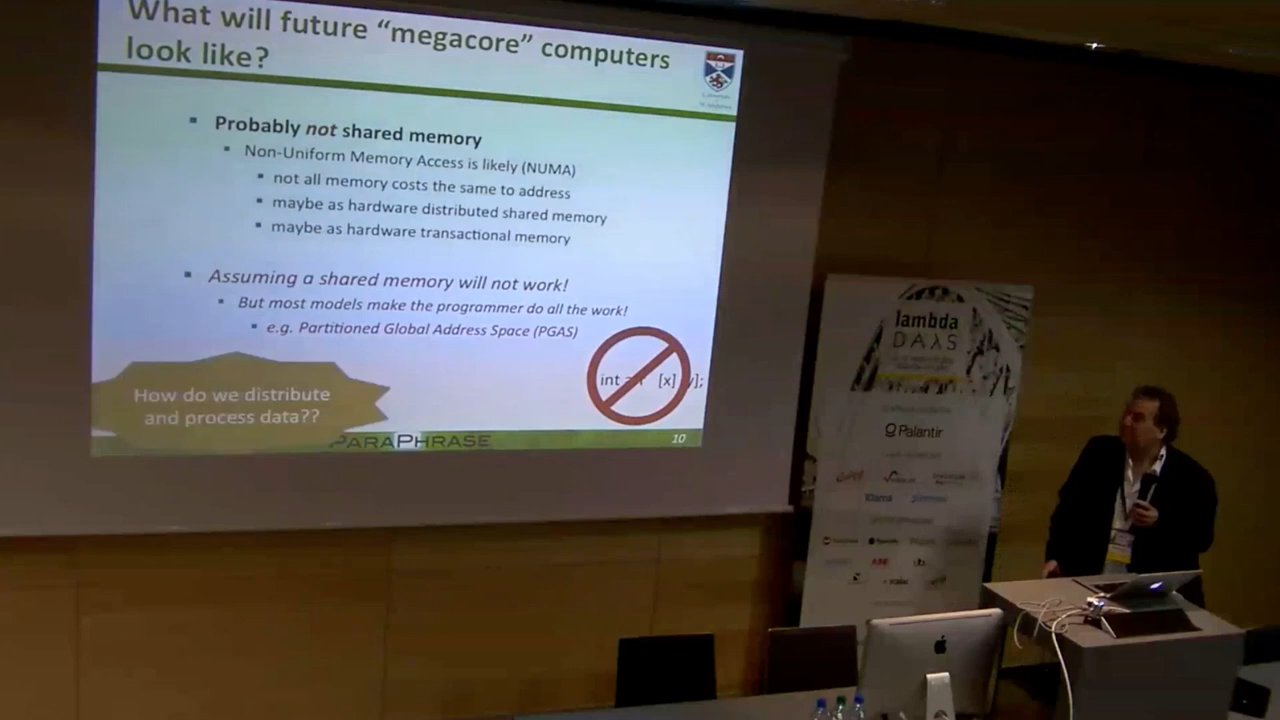 What will future “megacore” computers
look like?
▪ Probably not shared memory
▪ Non-Uniform Memory Access is likely (NUMA)
▪ not all memory costs the same to address
▪ maybe as hardware distributed shared memory
▪ maybe as hardware transactional memory
▪ Assuming a shared memory will not work!
▪ But most models make the programmer do all the work!
▪ e.g. Partitioned Global Address Space (PGAS)
int [x] y];
How do we distribute
and process data??
PARAPHRASE
10
lambda
DAλS
Palantir
Klarna
ABB